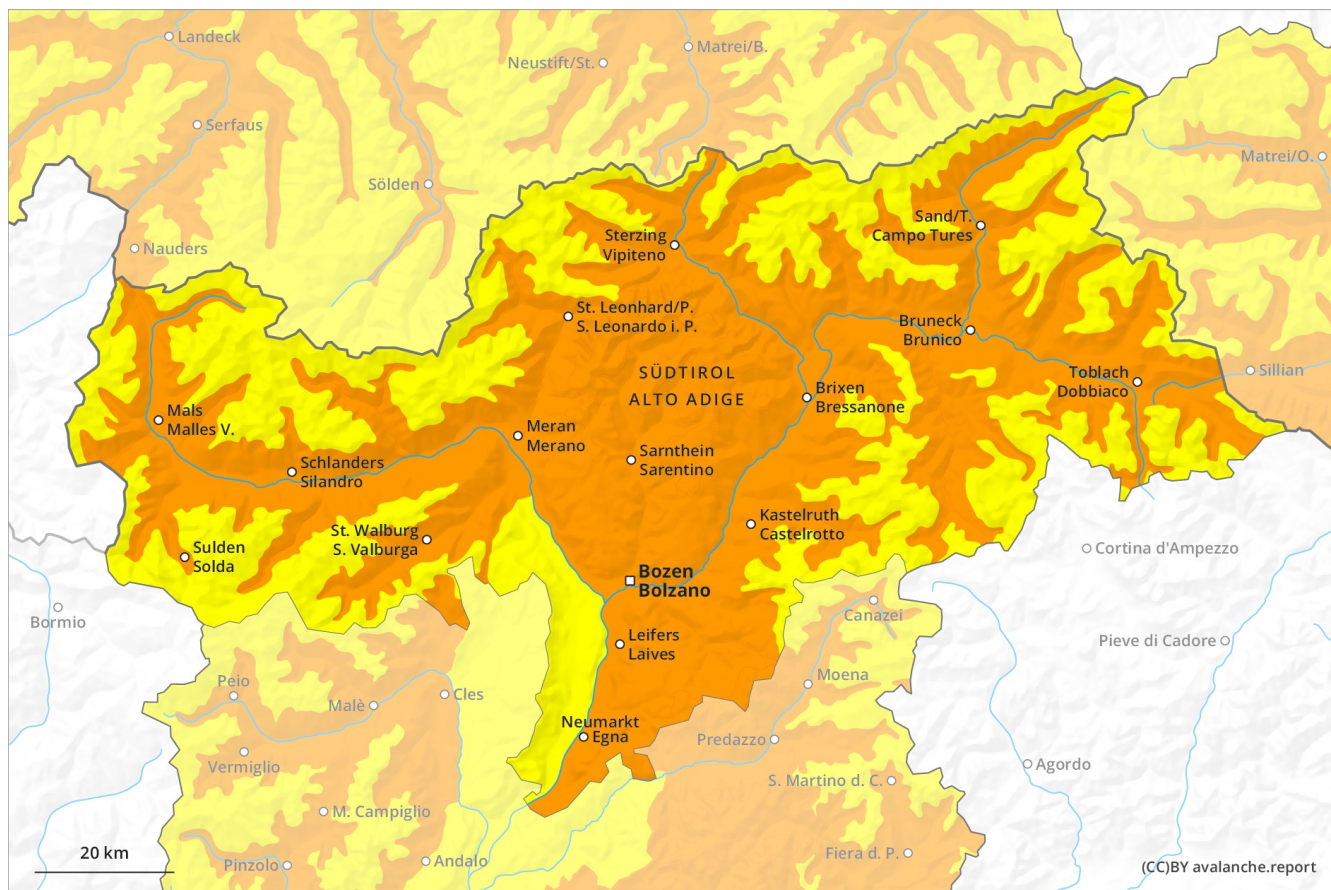 Landeck
Matrei/B.
Neustift/St.
Serfaus
Matrei/O.
Sölden
Sand/T.
Campo Tures
Nauders
Sterzing
Vipiteno
St. Leonhard/P.
S. Leonardo i. P.
Bruneck
Brunico
SÜDTIROL
ALTO ADIGE
Toblach
Dobbiaco
Sillian
Brixen
Bressanone
Mals
Malles V.
Meran
Merano
Sarnthein
Sarentino
Schlanders
Silandro
Kastelruth
Castelrotto
St. Walburg
S. Valburga
Sulden
Solda
Cortina d'Ampezzo
Bozen
Bolzano
Bormio
Canazei
Leifers
Laives
Pieve di Cadore
Peio
Moena
Malè
Cles
Neumarkt
Egna
Predazzo
Vermiglio
Agordo
S. Martino d. C.
M. Campiglio
20 km
Pinzolo
Andalo
Fiera d. P.
(CC)BY avalanche.report